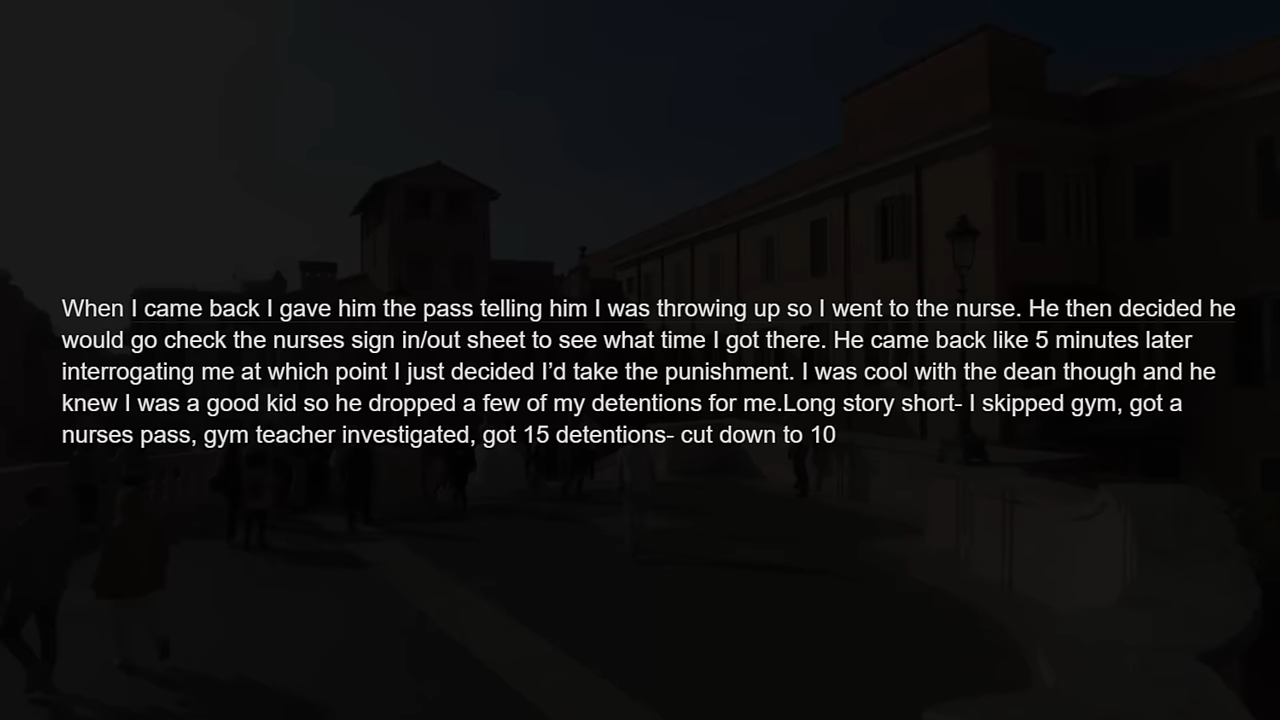 When I came back I gave him the pass telling him I was throwing up so I went to the nurse. He then decided he
would go check the nurses sign in/out sheet to see what time I got there. He came back like 5 minutes later
interrogating me at which point I just decided I’d take the punishment. I was cool with the dean though and he
knew I was a good kid so he dropped a few of my detentions for me.Long story short- I skipped gym, got a
nurses pass, gym teacher investigated, got 15 detentions- cut down to 10